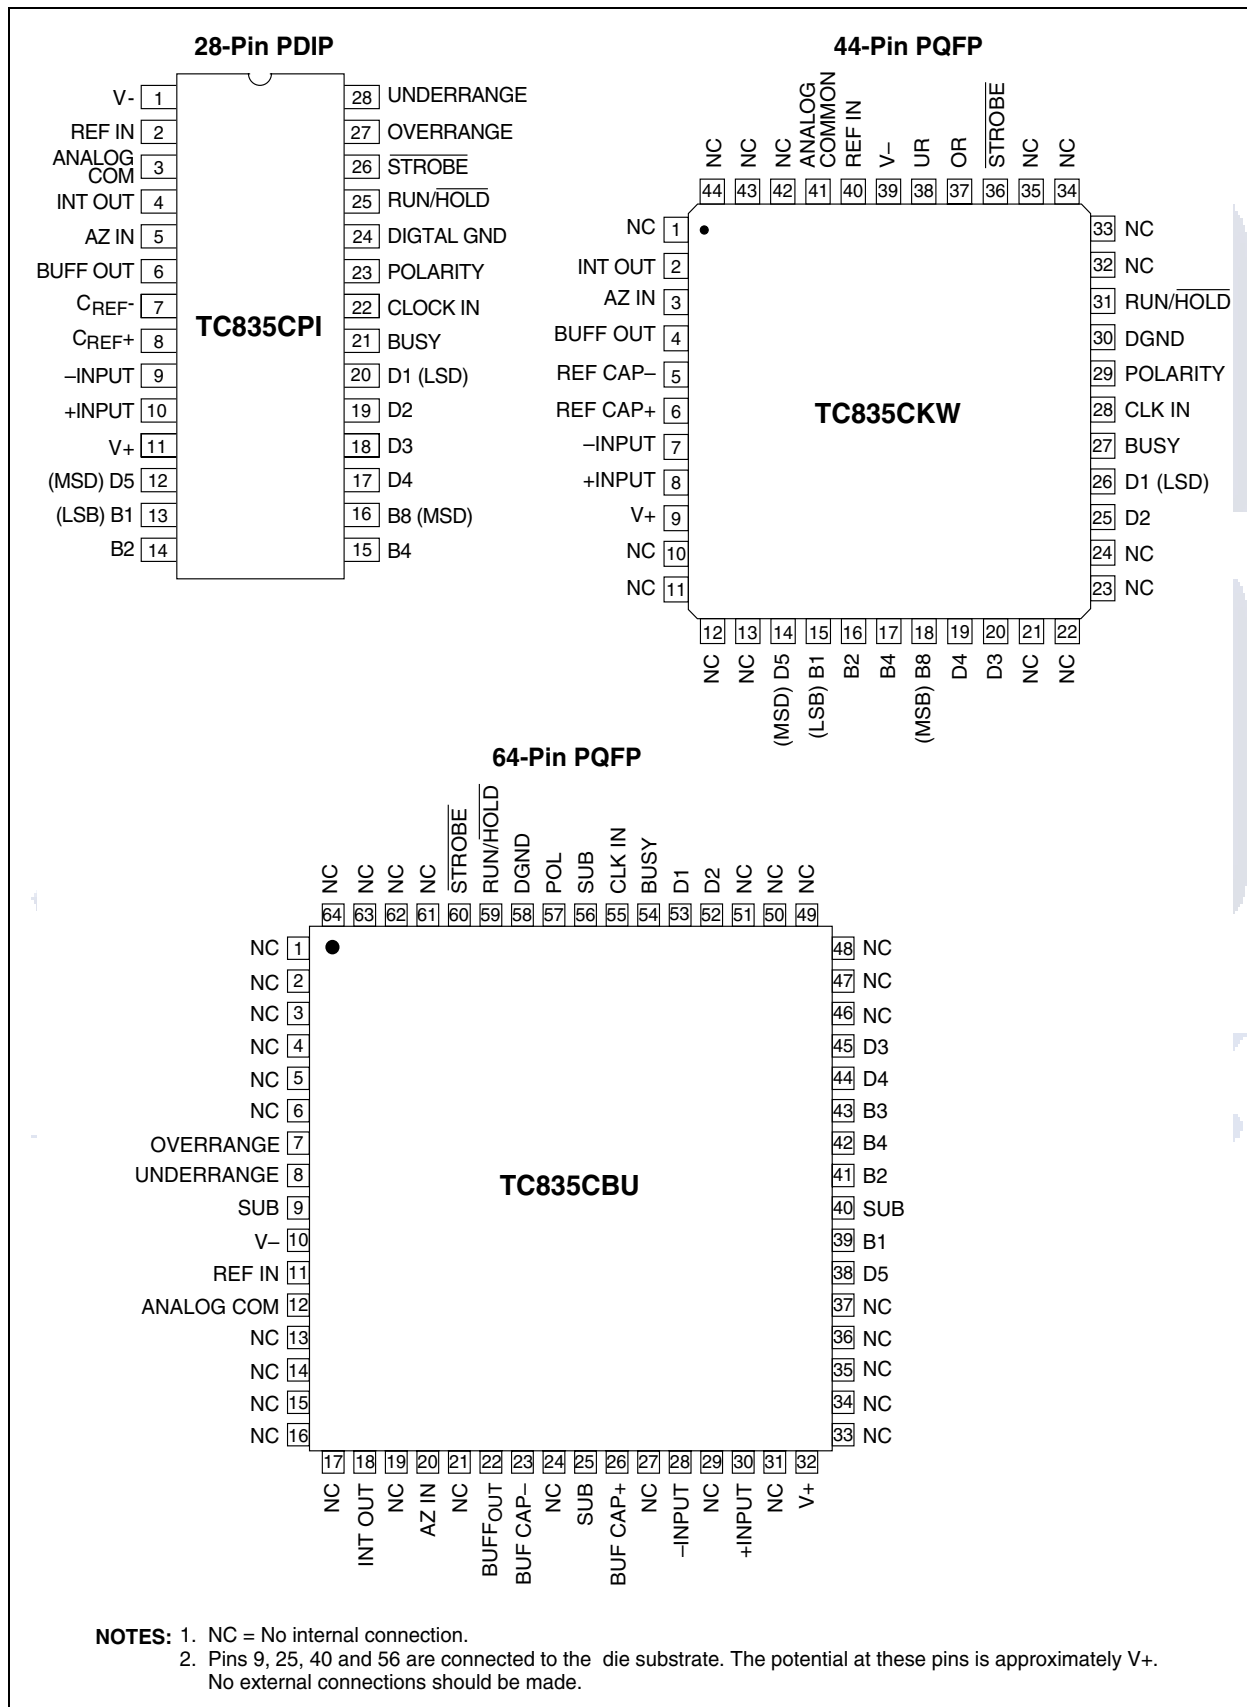 28-Pin PDIP
V- 1
REF IN 2
ANALOG
COM 3
INT OUT 4
AZ IN 5
BUFF OUT 6
CREF- 7
CREF+ 8
–INPUT 9
+INPUT 10
V+ 11
(MSD) D5 12
(LSB) B1 13
B2 14
TC835CPI
28 UNDERRANGE
27 OVERRANGE
26 STROBE
25 RUN/HOLD
24 DIGTAL GND
23 POLARITY
22 CLOCK IN
21 BUSY
20 D1 (LSD)
19 D2
18 D3
17 D4
16 B8 (MSD)
15 B4
44-Pin PQFP
NC 44
NC 43
NC 42
ANALOG
COMMON 41
REF IN 40
V– 39
UR 38
OR 37
STROBE 36
NC 35
NC 34
NC 1
INT OUT 2
AZ IN 3
BUFF OUT 4
REF CAP– 5
REF CAP+ 6
–INPUT 7
+INPUT 8
V+ 9
NC 10
NC 11
TC835CKW
33 NC
32 NC
31 RUN/HOLD
30 DGND
29 POLARITY
28 CLK IN
27 BUSY
26 D1 (LSD)
25 D2
24 NC
23 NC
12 NC
13 NC
14 (MSD) D5
15 (LSB) B1
16 B2
17 B4
18 (MSB) B8
19 D4
20 D3
21 NC
22 NC
64-Pin PQFP
NC 64
NC 63
NC 62
NC 61
STROBE 60
RUN/HOLD 59
DGND 58
POL 57
SUB 56
CLK IN 55
BUSY 54
D1 53
D2 52
NC 51
NC 50
NC 49
NC 1
NC 2
NC 3
NC 4
NC 5
NC 6
OVERRANGE 7
UNDERRANGE 8
SUB 9
V– 10
REF IN 11
ANALOG COM 12
NC 13
NC 14
NC 15
NC 16
TC835CBU
48 NC
47 NC
46 NC
45 D3
44 D4
43 B3
42 B4
41 B2
40 SUB
39 B1
38 D5
37 NC
36 NC
35 NC
34 NC
33 NC
17 NC
18 INT OUT
19 NC
20 AZ IN
21 NC
22 BUFFOUT
23 BUF CAP–
24 NC
25 SUB
26 BUF CAP+
27 NC
28 –INPUT
29 NC
30 +INPUT
31 NC
32 V+
NOTES: 1. NC = No internal connection.
2. Pins 9, 25, 40 and 56 are connected to the die substrate. The potential at these pins is approximately V+.
No external connections should be made.